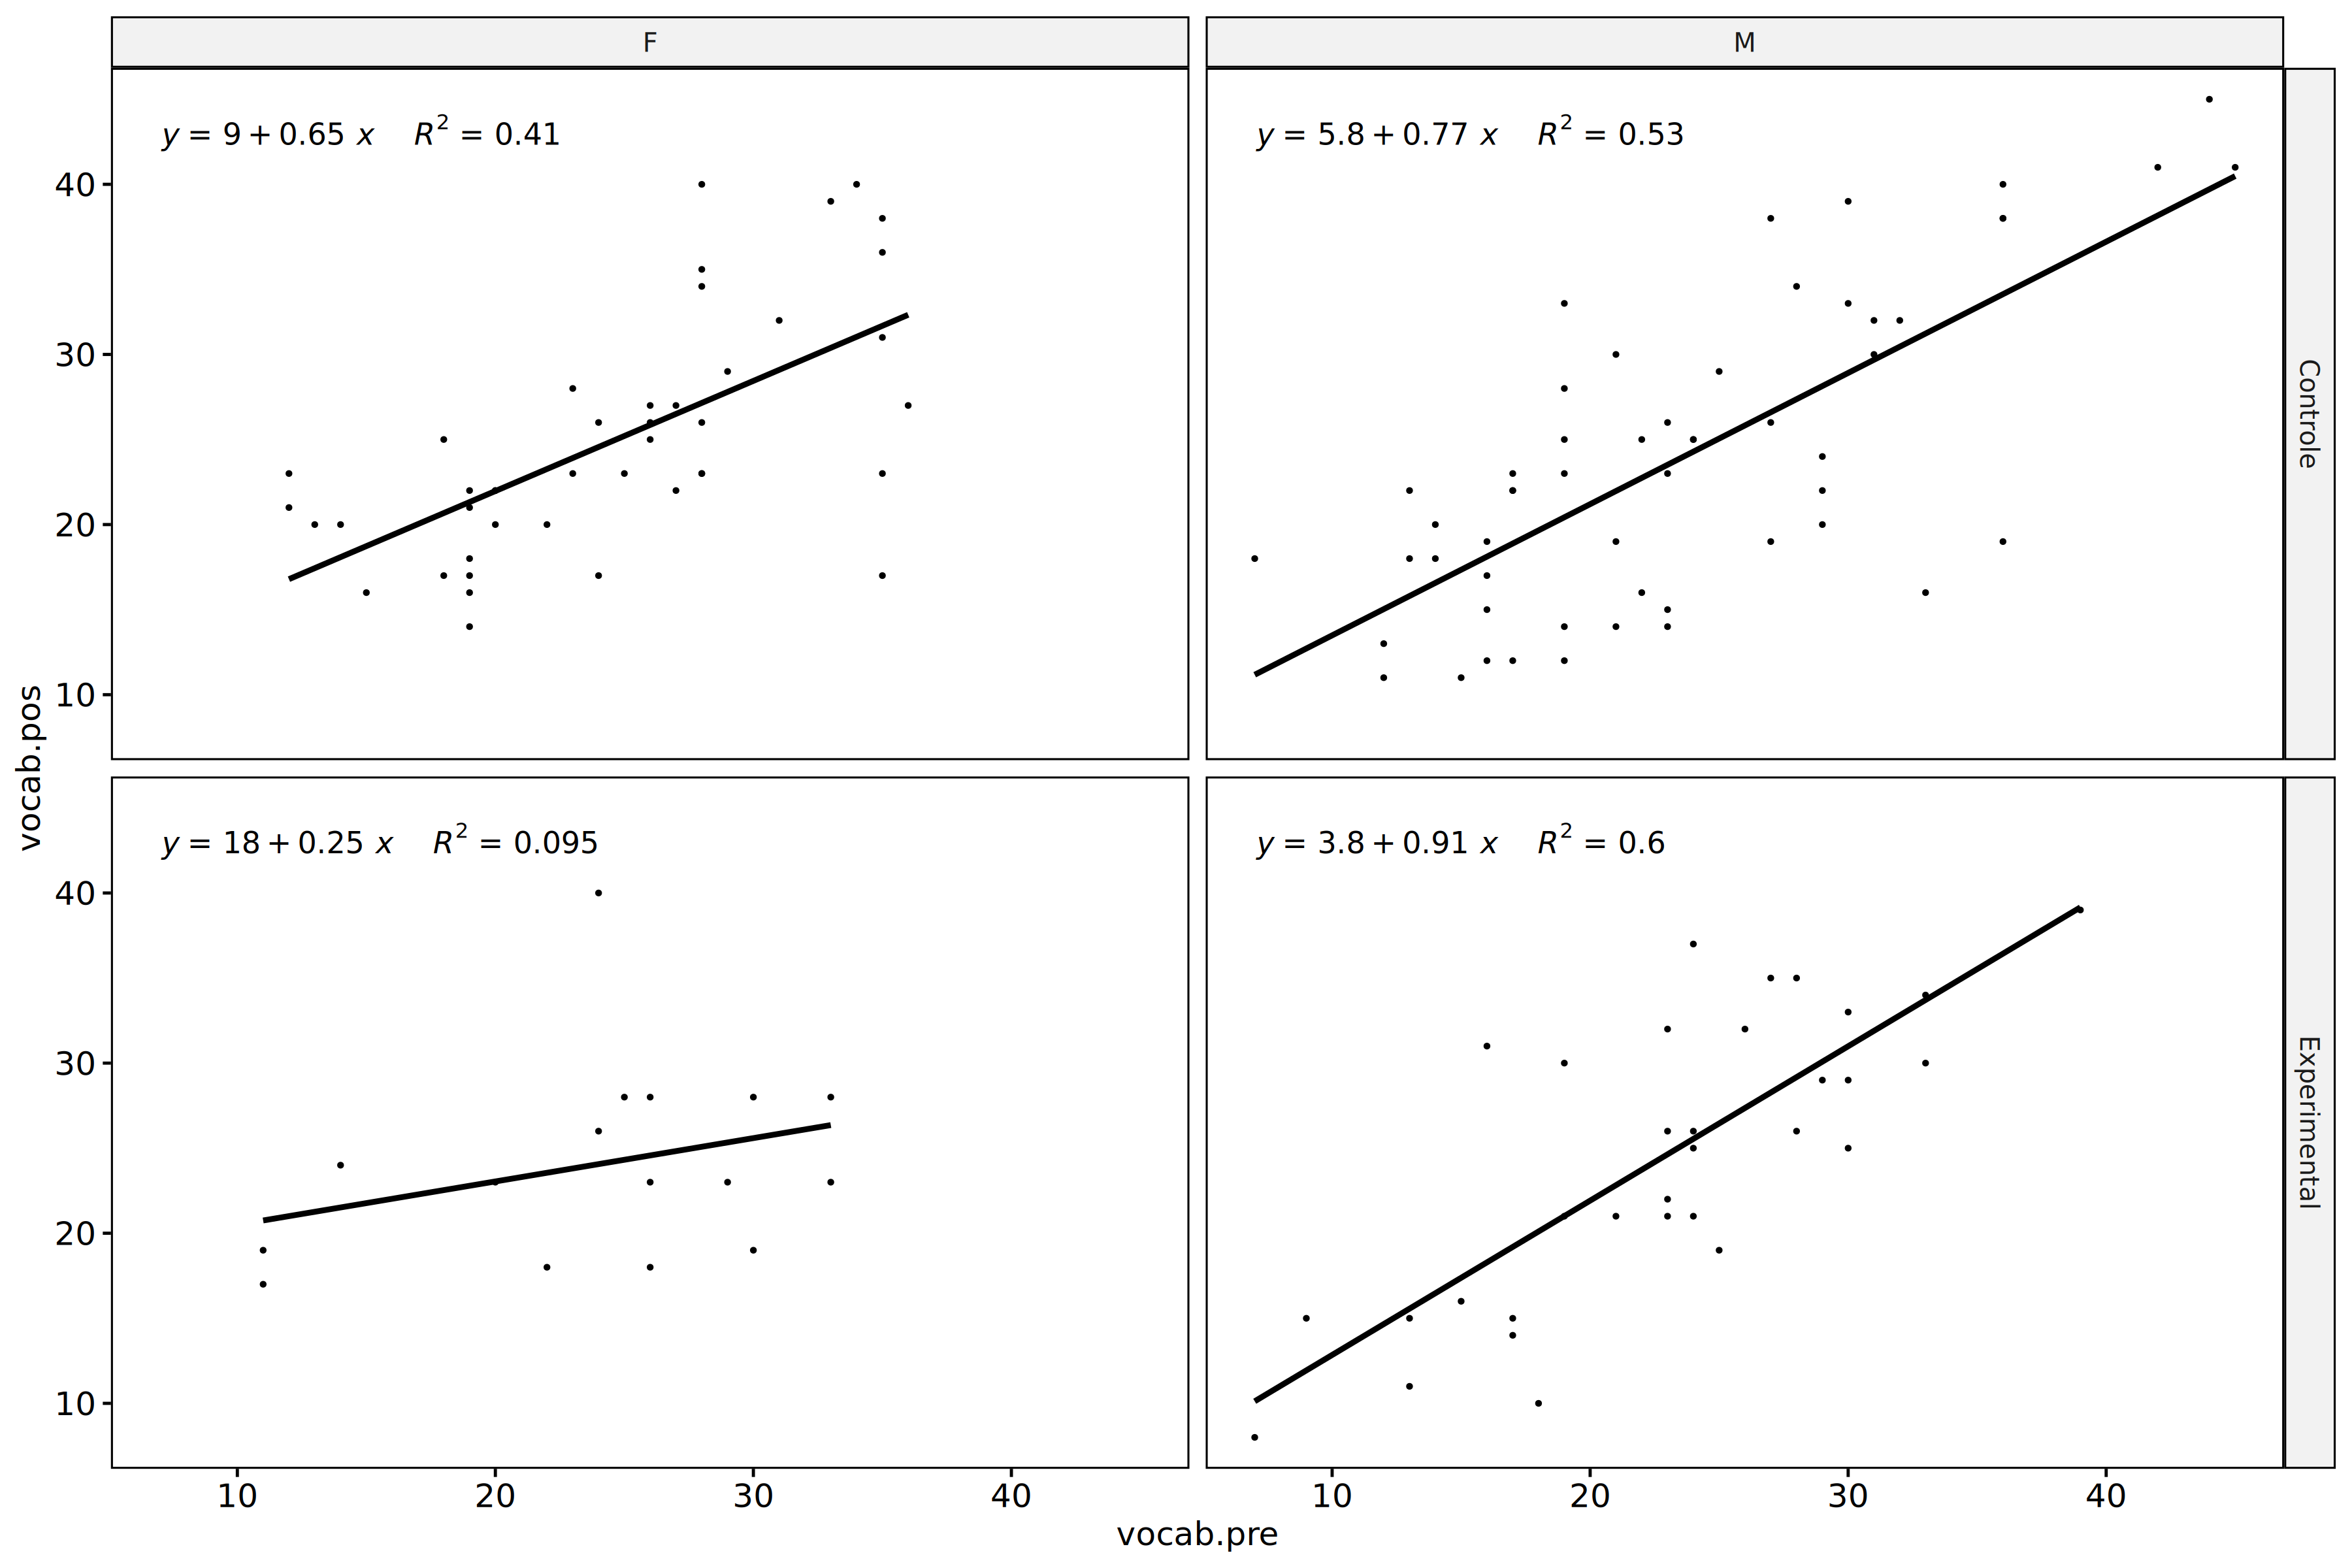 F
M
y = 9 + 0.65 x R² = 0.41
y = 5.8 + 0.77 x R² = 0.53
Controle
40
30
20
10
vocab.pos
y = 18 + 0.25 x R² = 0.095
y = 3.8 + 0.91 x R² = 0.6
Experimental
40
30
20
10
10 20 30 40 10 20 30 40
vocab.pre